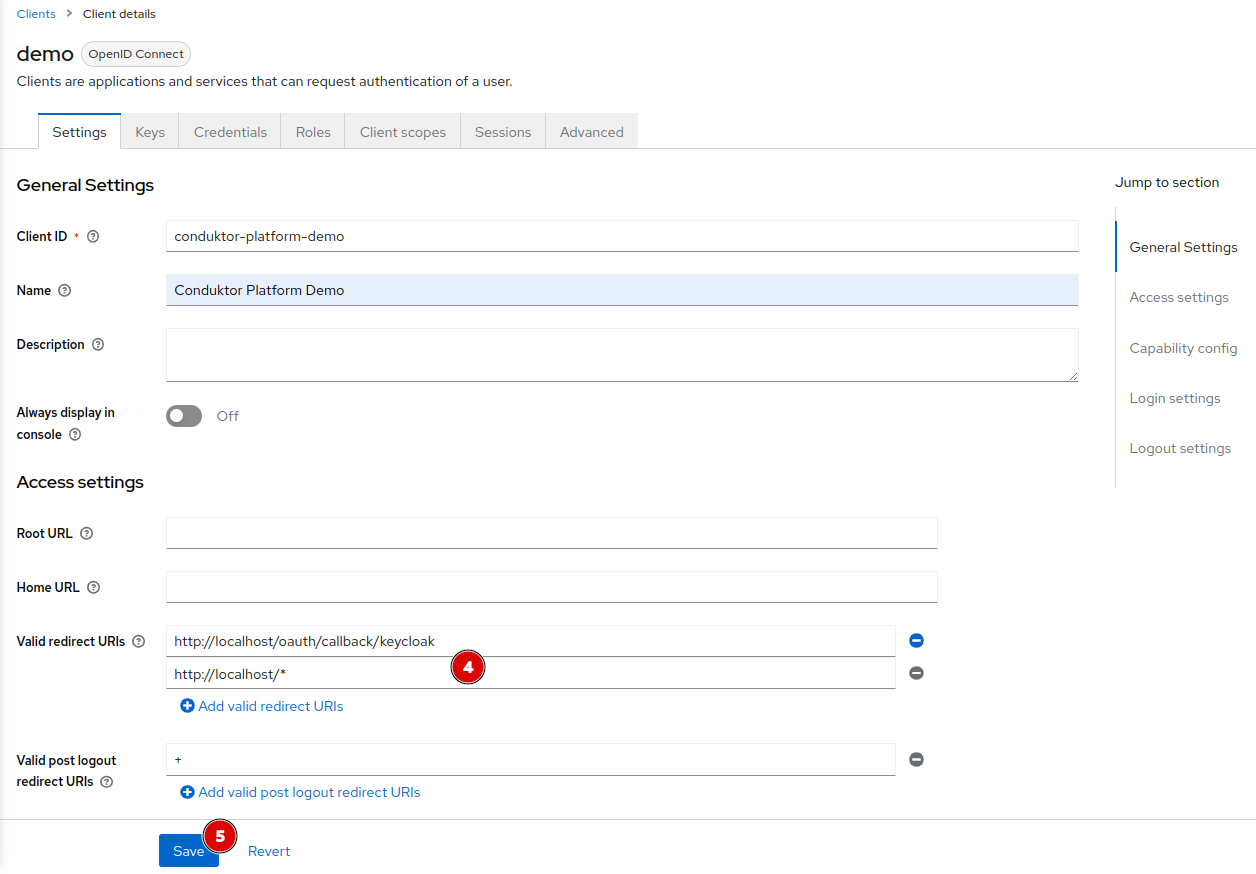 Clients > Client details
demo OpenID Connect
Clients are applications and services that can request authentication of a user.
Settings Keys Credentials Roles Client scopes Sessions Advanced
General Settings
Jump to section
Client ID * conduktor-platform-demo
General Settings
Name Conduktor Platform Demo
Access settings
Description
Capability config
Always display in
console
Off
Login settings
Logout settings
Access settings
Root URL
Home URL
Valid redirect URIs http://localhost/oauth/callback/keycloak
http://localhost/*
4
Add valid redirect URIs
Valid post logout
redirect URIs
+
Add valid post logout redirect URIs
5
Save Revert